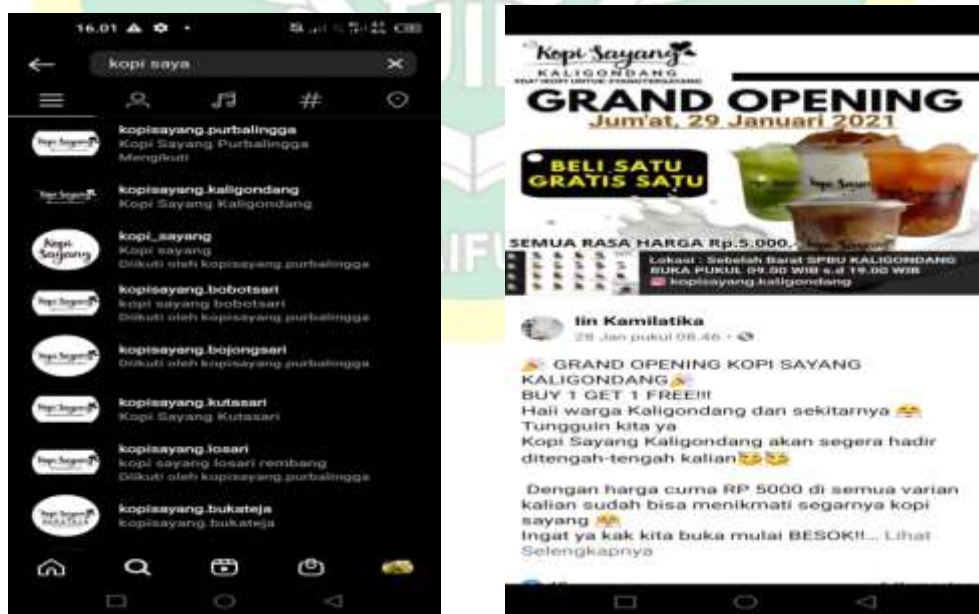 16.01
kopi saya
kopisayang.purbalingga
Kopi Sayang Purbalingga
Mengikuti
kopisayang.kaligondang
Kopi Sayang Kaligondang
Kopi Sayang
kopi_sayang
Kopi sayang
Diikuti oleh kopisayang.purbalingga
kopisayang.bobotsari
kopi sayang bobotsari
Diikuti oleh kopisayang.purbalingga
kopisayang.bojongsari
Diikuti oleh kopisayang.purbalingga
kopisayang.kutasari
Kopi Sayang Kutasari
kopisayang.losari
kopi sayang losari rembang
Diikuti oleh kopisayang.purbalingga
kopisayang.bukateja
kopisayang.bukateja
Kopi Sayang
KALIGONDANG
GRAND OPENING
Jum'at, 29 Januari 2021
BELI SATU
GRATIS SATU
SEMUA RASA HARGA Rp.5.000,-
Lokasi : Sebelah Barat SPBU KALIGONDANG
BUKA PUKUL 09.00 WIB s.d 19.00 WIB
kopisayang.kaligondang
Iin Kamilatika
28 Jan pukul 08.46
🎉 GRAND OPENING KOPI SAYANG
KALIGONDANG🎉
BUY 1 GET 1 FREE!!!
Haii warga Kaligondang dan sekitarnya
Tungguin kita ya
Kopi Sayang Kaligondang akan segera hadir
ditengah-tengah kalian
Dengan harga cuma RP 5000 di semua varian
kalian sudah bisa menikmati segarnya kopi
sayang
Ingat ya kak kita buka mulai BESOK!!... Lihat
Selengkapnya